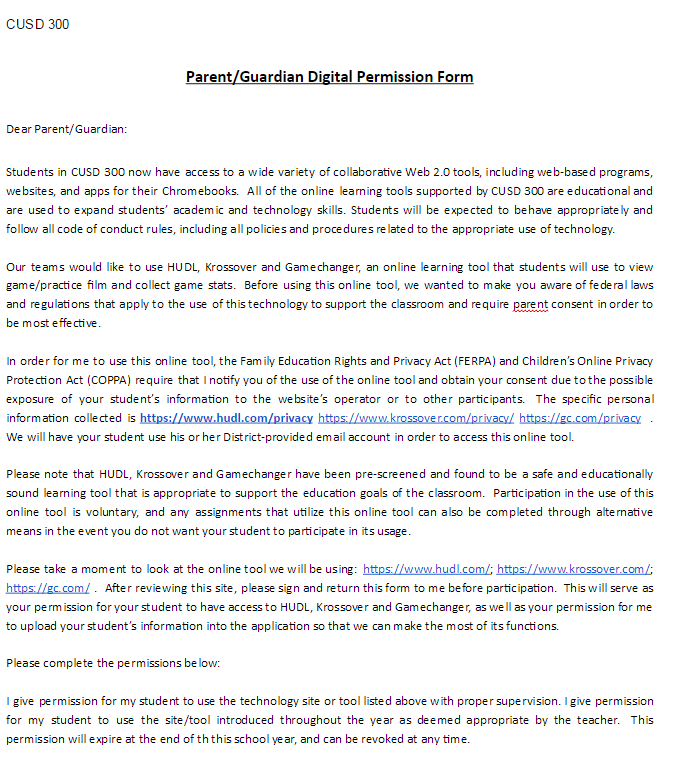 CUSD 300
Parent/Guardian Digital Permission Form
Dear Parent/Guardian:
Students in CUSD 300 now have access to a wide variety of collaborative Web 2.0 tools, including web-based programs,
websites, and apps for their Chromebooks.  All of the online learning tools supported by CUSD 300 are educational and
are used to expand students' academic and technology skills. Students will be expected to behave appropriately and
follow all code of conduct rules, including all policies and procedures related to the appropriate use of technology.
Our teams would like to use HUDL, Krossover and Gamechanger, an online learning tool that students will use to view
game/practice film and collect game stats.  Before using this online tool, we wanted to make you aware of federal laws
and regulations that apply to the use of this technology to support the classroom and require parent consent in order to
be most effective.
In order for me to use this online tool, the Family Education Rights and Privacy Act (FERPA) and Children's Online Privacy
Protection Act (COPPA) require that I notify you of the use of the online tool and obtain your consent due to the possible
exposure of your student's information to the website's operator or to other participants.  The specific personal
information collected is https://www.hudl.com/privacy https://www.krossover.com/privacy/ https://gc.com/privacy .
We will have your student use his or her District-provided email account in order to access this online tool.
Please note that HUDL, Krossover and Gamechanger have been pre-screened and found to be a safe and educationally
sound learning tool that is appropriate to support the education goals of the classroom.  Participation in the use of this
online tool is voluntary, and any assignments that utilize this online tool can also be completed through alternative
means in the event you do not want your student to participate in its usage.
Please take a moment to look at the online tool we will be using:  https://www.hudl.com/; https://www.krossover.com/;
https://gc.com/ .  After reviewing this site, please sign and return this form to me before participation.  This will serve as
your permission for your student to have access to HUDL, Krossover and Gamechanger, as well as your permission for me
to upload your student's information into the application so that we can make the most of its functions.
Please complete the permissions below:
I give permission for my student to use the technology site or tool listed above with proper supervision. I give permission
for my student to use the site/tool introduced throughout the year as deemed appropriate by the teacher.  This
permission will expire at the end of th this school year, and can be revoked at any time.